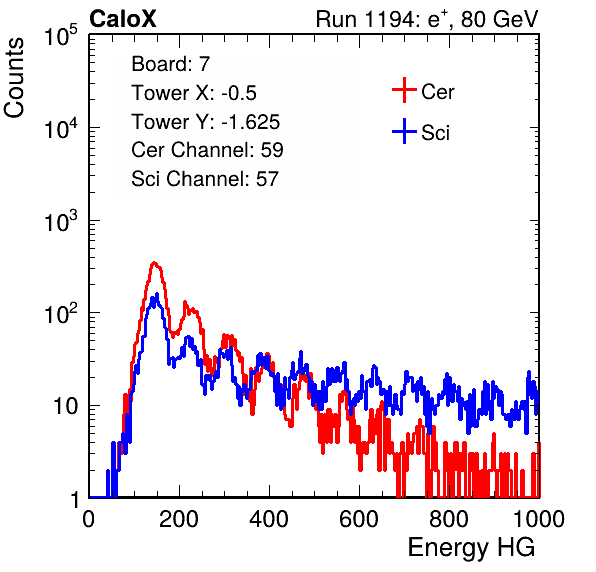 CaloX Run 1194: e⁺, 80 GeV
Counts
Board: 7
Tower X: -0.5
Tower Y: -1.625
Cer Channel: 59
Sci Channel: 57
Cer
Sci
10⁵
10⁴
10³
10²
10
1
0 200 400 600 800 1000
Energy HG